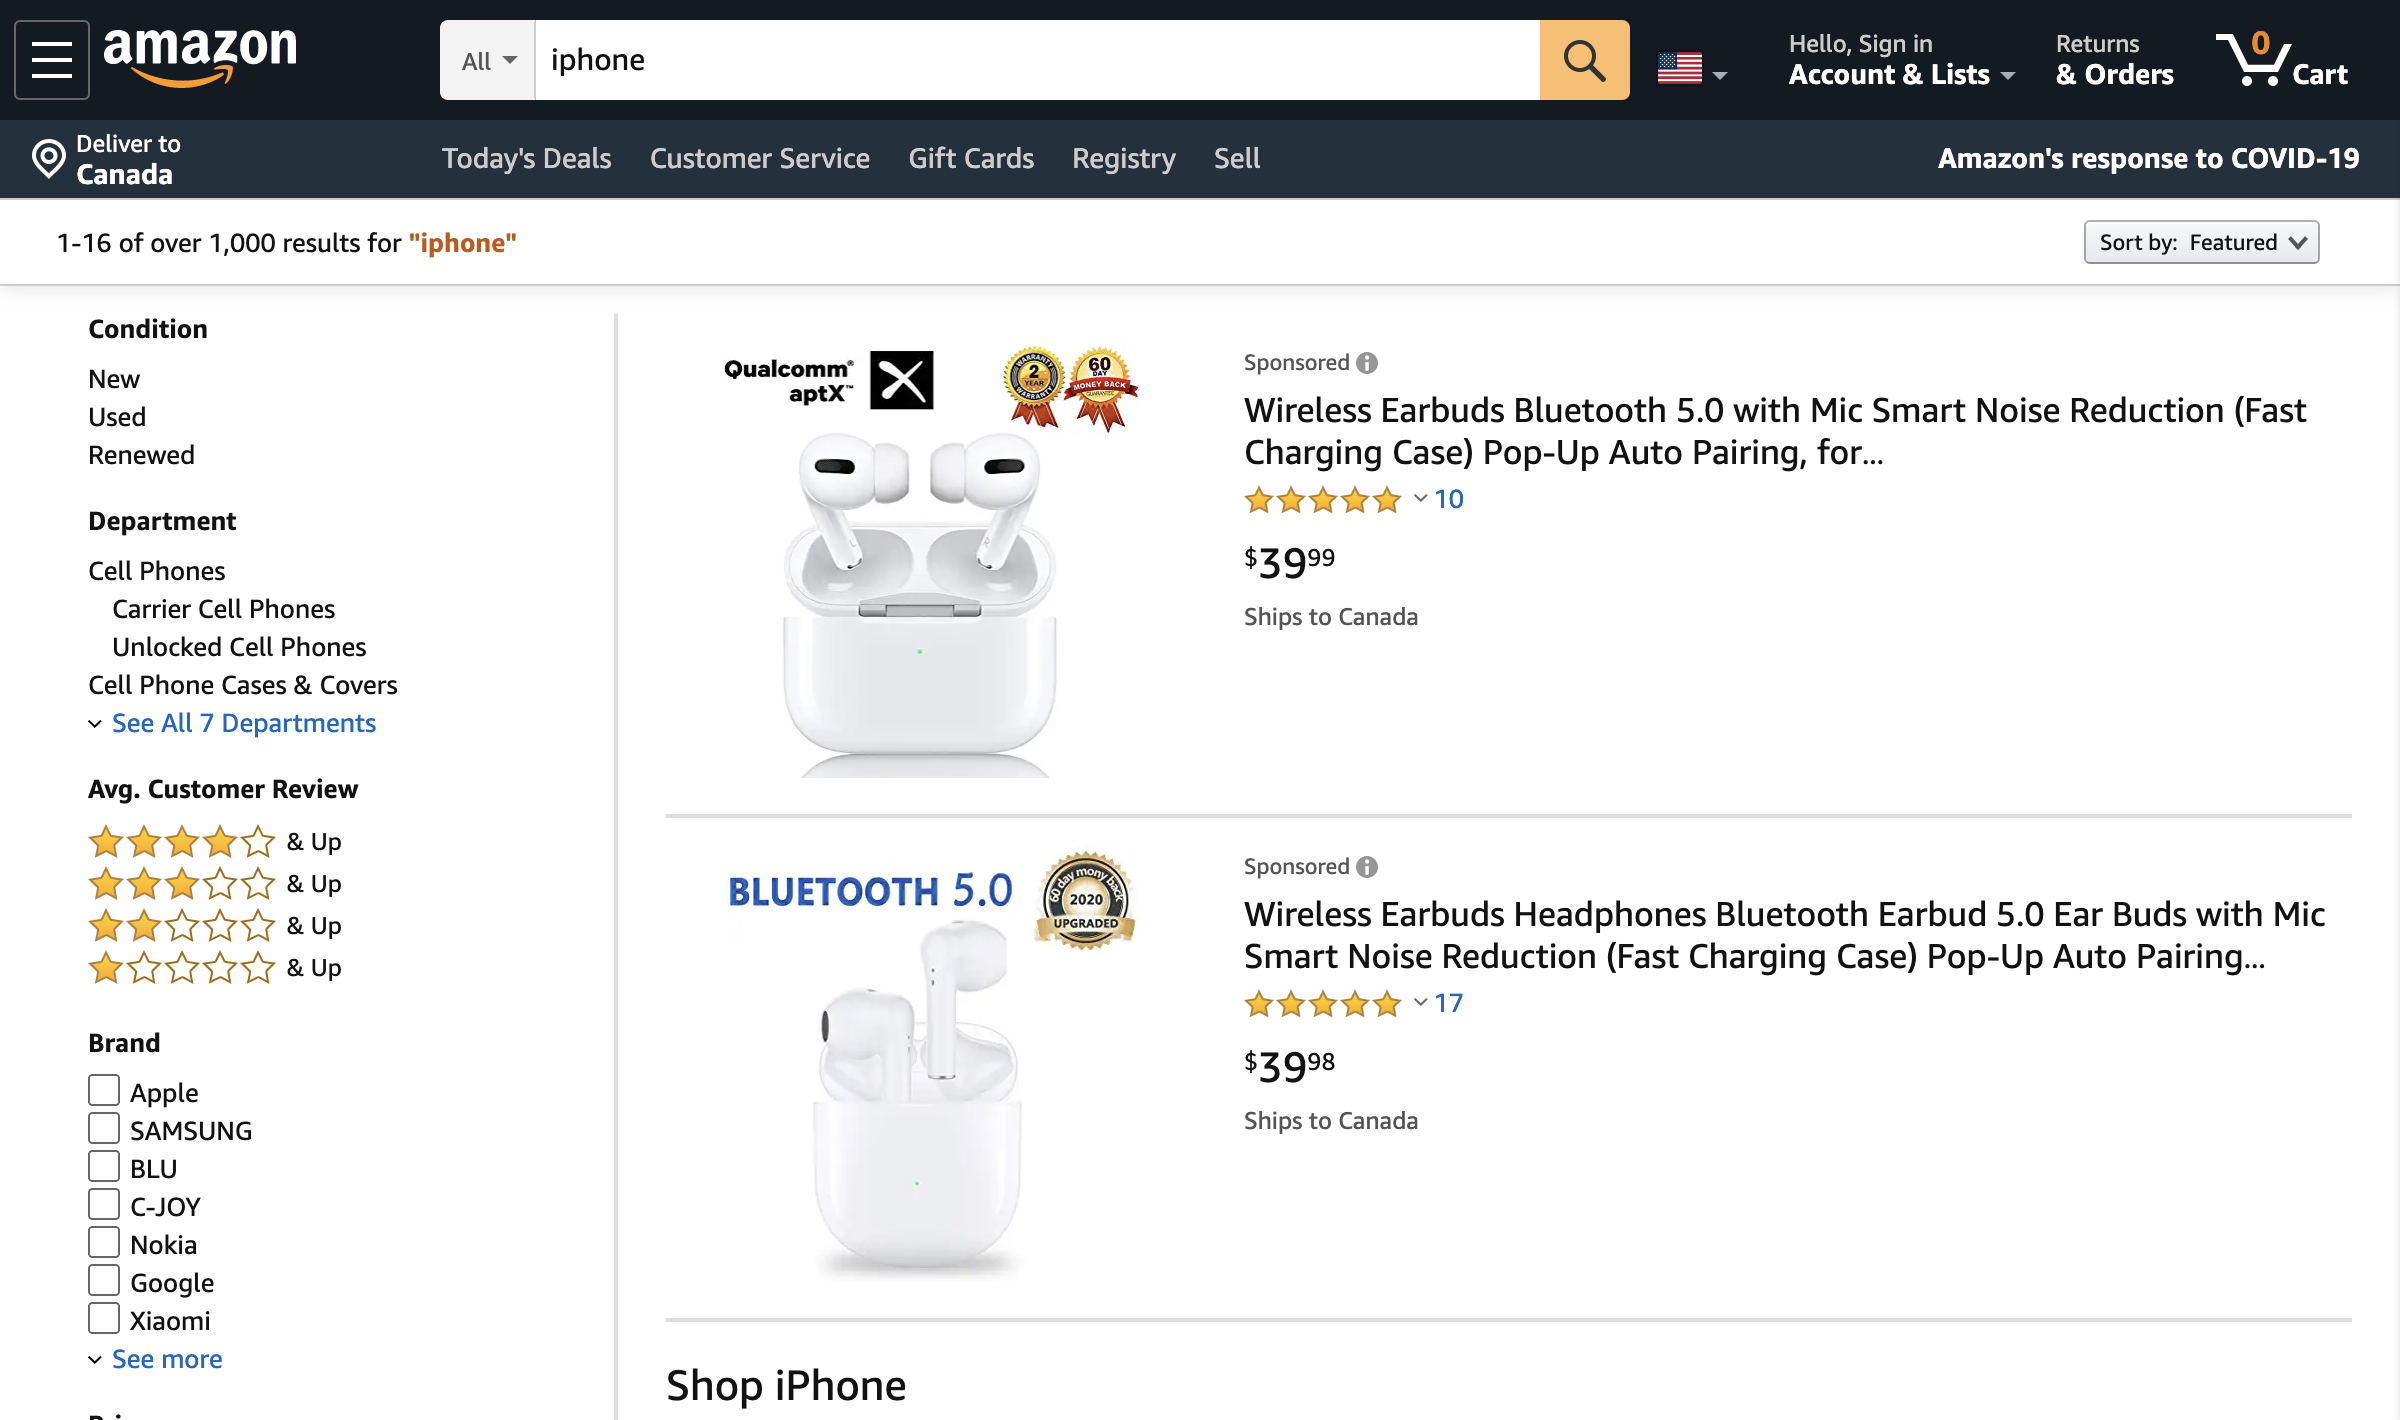 amazon
All
iphone
Hello, Sign in
Account & Lists
Returns
& Orders
0
Cart
Deliver to
Canada
Today's Deals
Customer Service
Gift Cards
Registry
Sell
Amazon's response to COVID-19
1-16 of over 1,000 results for "iphone"
Sort by: Featured
Condition
New
Used
Renewed
Department
Cell Phones
Carrier Cell Phones
Unlocked Cell Phones
Cell Phone Cases & Covers
See All 7 Departments
Avg. Customer Review
& Up
& Up
& Up
& Up
Brand
Apple
SAMSUNG
BLU
C-JOY
Nokia
Google
Xiaomi
See more
Qualcomm®
aptX™
WARRANTY
2
YEAR
WARRANTY
60
DAY
MONEY BACK
GUARANTEE
Sponsored
Wireless Earbuds Bluetooth 5.0 with Mic Smart Noise Reduction (Fast
Charging Case) Pop-Up Auto Pairing, for...
10
$39 99
Ships to Canada
BLUETOOTH 5.0
60 day mony back
2020
UPGRADED
Sponsored
Wireless Earbuds Headphones Bluetooth Earbud 5.0 Ear Buds with Mic
Smart Noise Reduction (Fast Charging Case) Pop-Up Auto Pairing...
17
$39 98
Ships to Canada
Shop iPhone